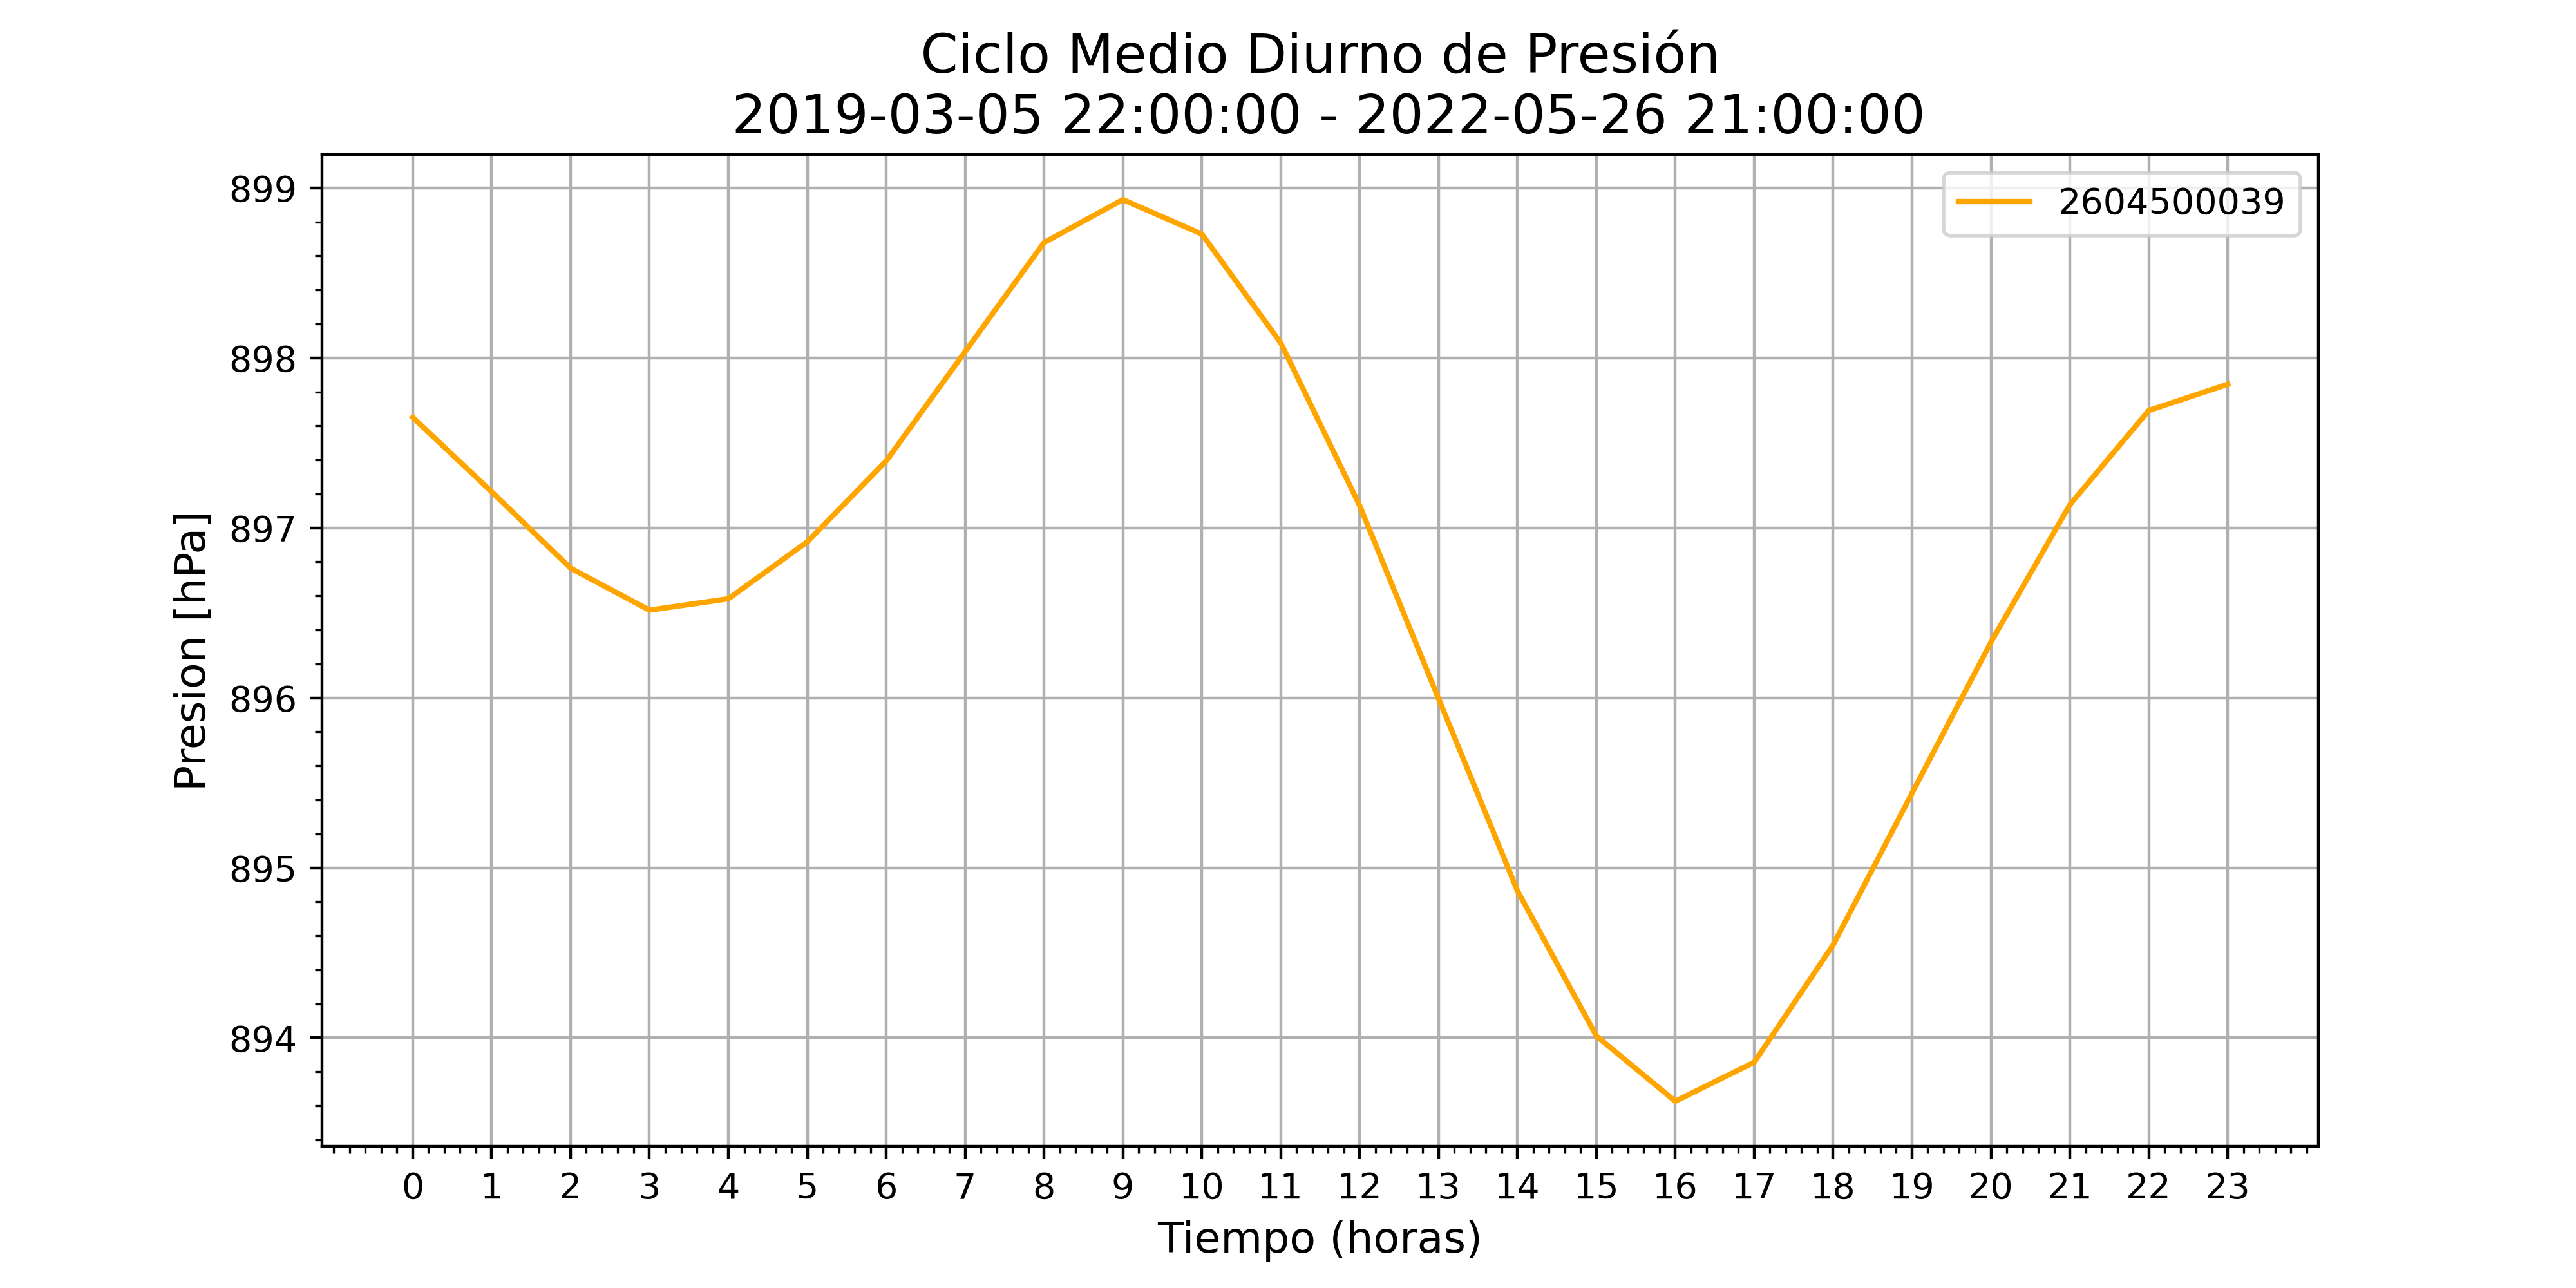 Ciclo Medio Diurno de Presión
2019-03-05 22:00:00 - 2022-05-26 21:00:00
2604500039
899
898
897
896
895
894
Presion [hPa]
0 1 2 3 4 5 6 7 8 9 10 11 12 13 14 15 16 17 18 19 20 21 22 23
Tiempo (horas)